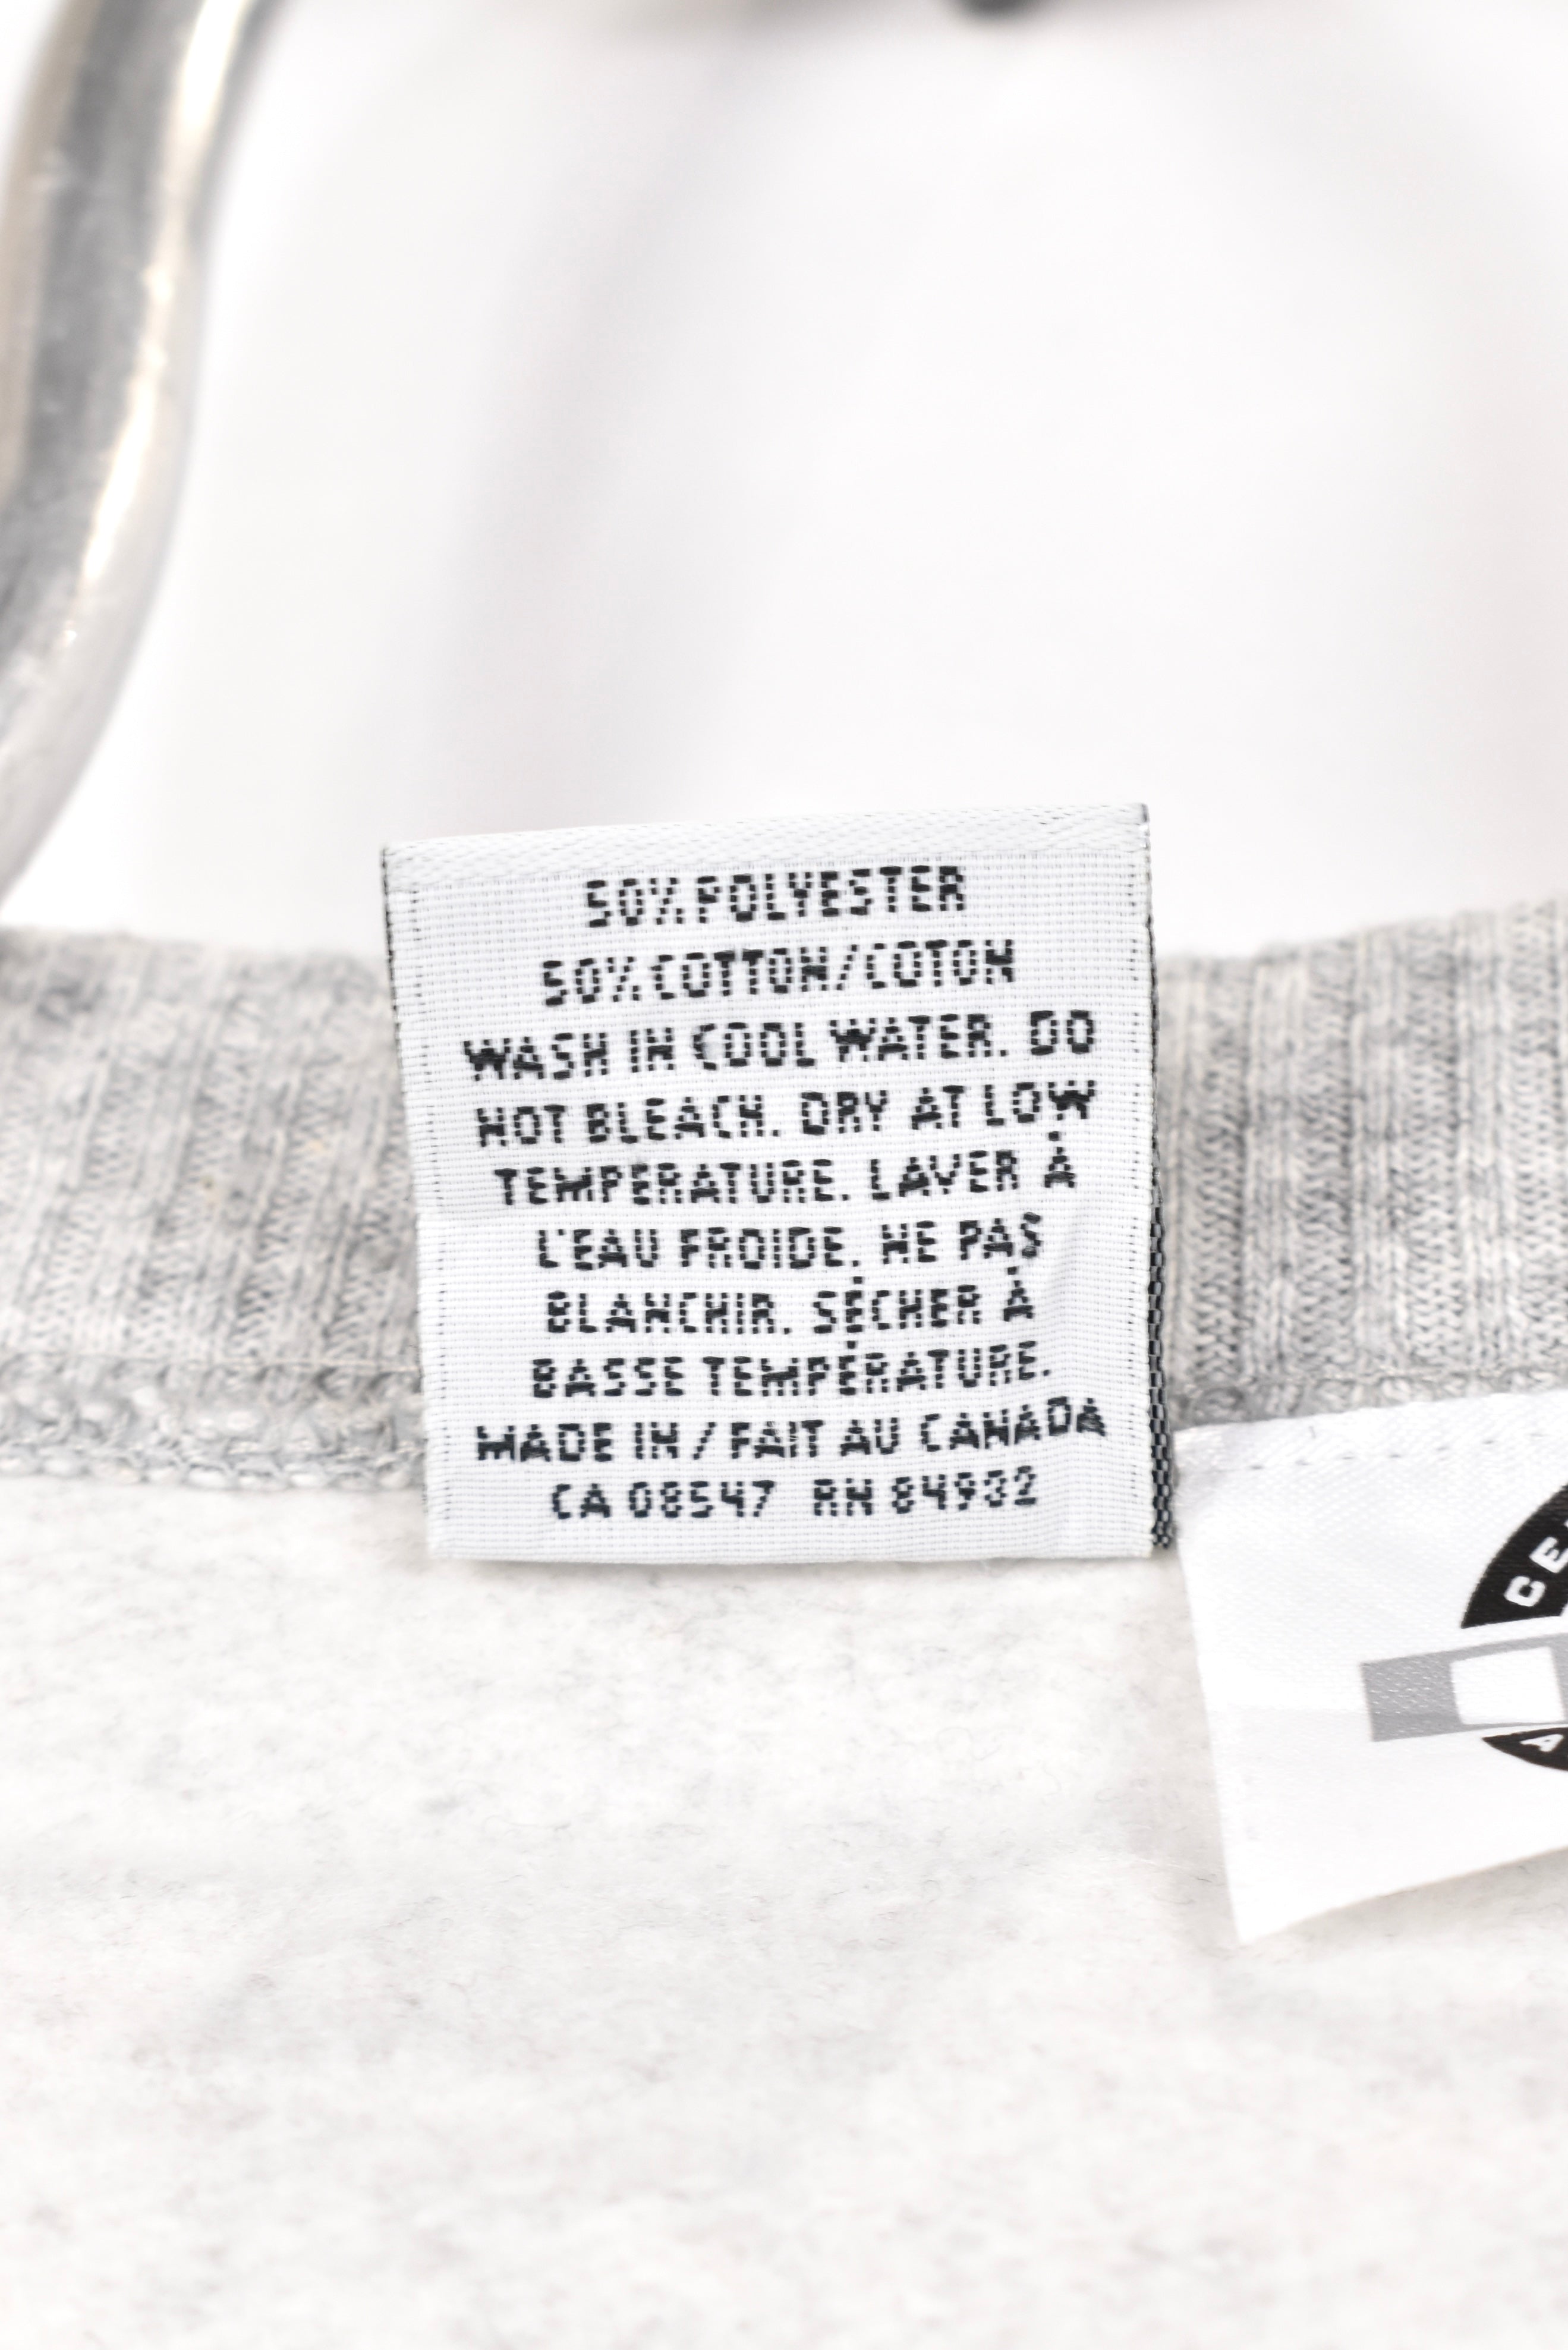 50% POLYESTER
50% COTTON/COTON
WASH IN COOL WATER. DO
NOT BLEACH. DRY AT LOW
TEMPERATURE. LAVER À
L'EAU FROIDE. NE PAS
BLANCHIR. SÉCHER À
BASSE TEMPÉRATURE.
MADE IN / FAIT AU CANADA
CA 08547 RN 84932